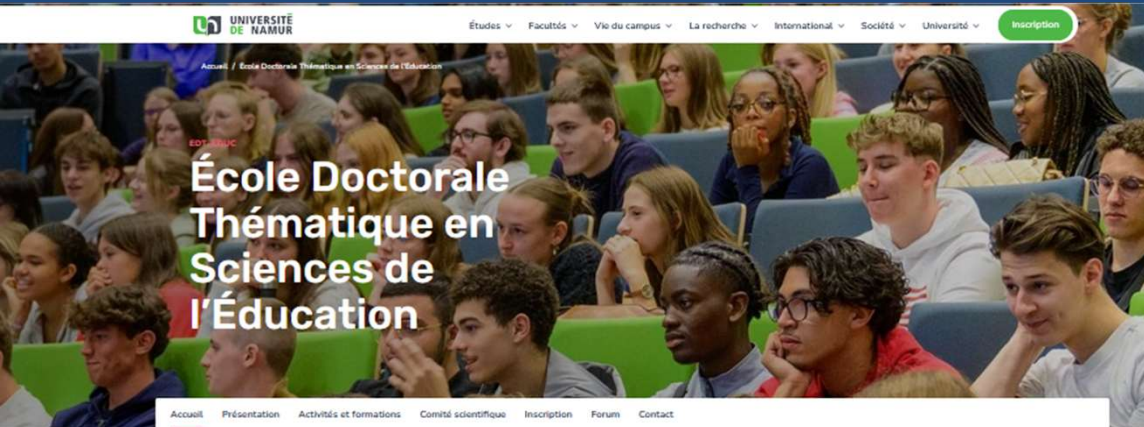 UNIVERSITÉ
DE NAMUR
Études
Facultés
Vie du campus
La recherche
International
Société
Université
Inscription
Accueil / École Doctorale Thématique en Sciences de l'Éducation
EDT-EDUC
École Doctorale
Thématique en
Sciences de
l'Éducation
Accueil
Présentation
Activités et formations
Comité scientifique
Inscription
Forum
Contact